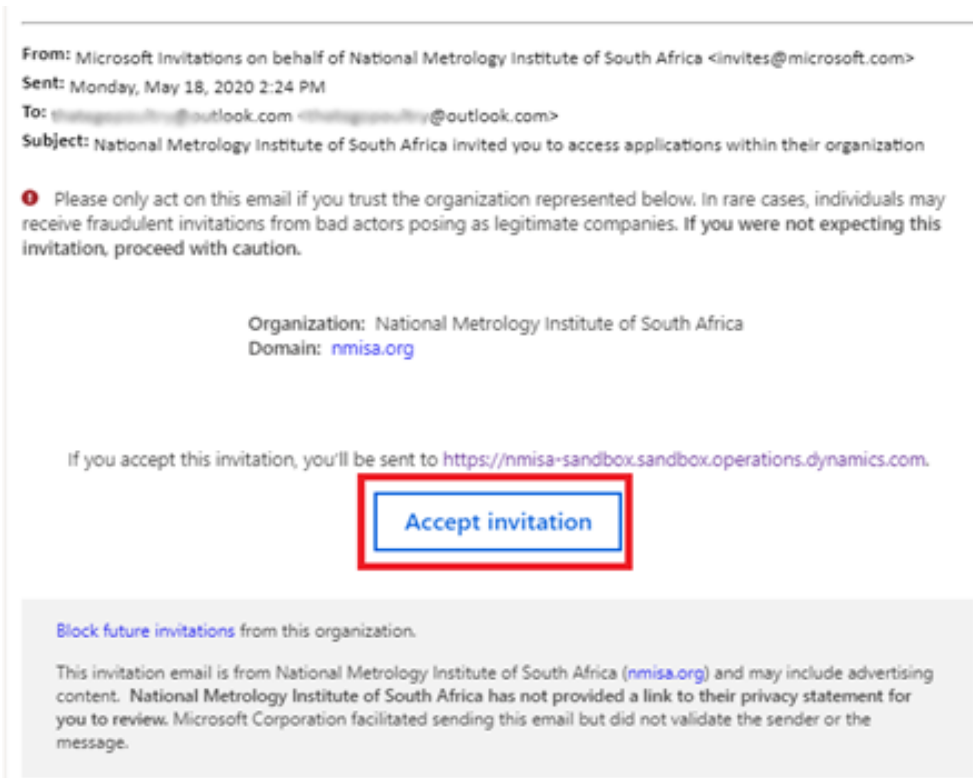 From: Microsoft Invitations on behalf of National Metrology Institute of South Africa <invites@microsoft.com>
Sent: Monday, May 18, 2020 2:24 PM
To: @outlook.com < @outlook.com>
Subject: National Metrology Institute of South Africa invited you to access applications within their organization
Please only act on this email if you trust the organization represented below. In rare cases, individuals may
receive fraudulent invitations from bad actors posing as legitimate companies. If you were not expecting this
invitation, proceed with caution.
Organization: National Metrology Institute of South Africa
Domain: nmisa.org
If you accept this invitation, you'll be sent to https://nmisa-sandbox.sandbox.operations.dynamics.com.
Accept invitation
Block future invitations from this organization.
This invitation email is from National Metrology Institute of South Africa (nmisa.org) and may include advertising
content. National Metrology Institute of South Africa has not provided a link to their privacy statement for
you to review. Microsoft Corporation facilitated sending this email but did not validate the sender or the
message.